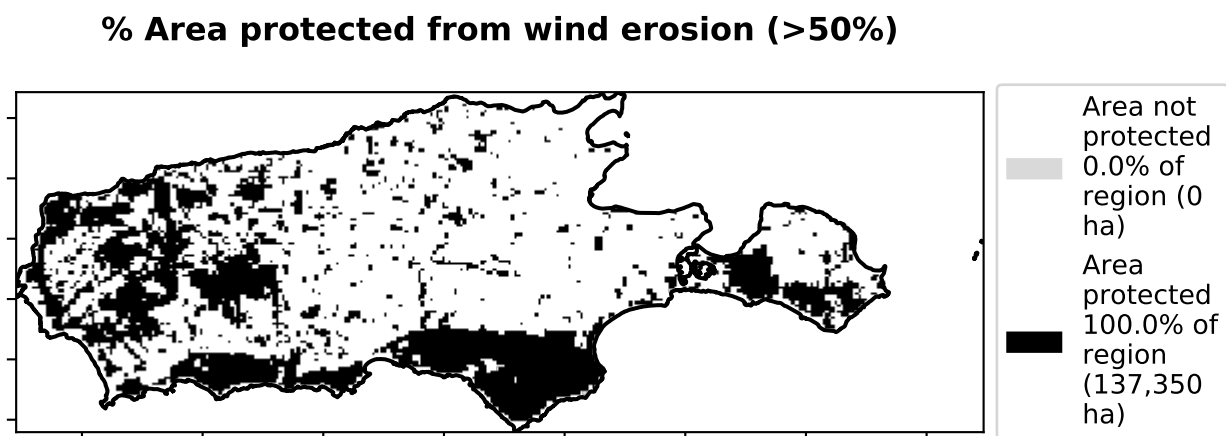 % Area protected from wind erosion (>50%)
Area not
protected
0.0% of
region (0
ha)
Area
protected
100.0% of
region
(137,350
ha)